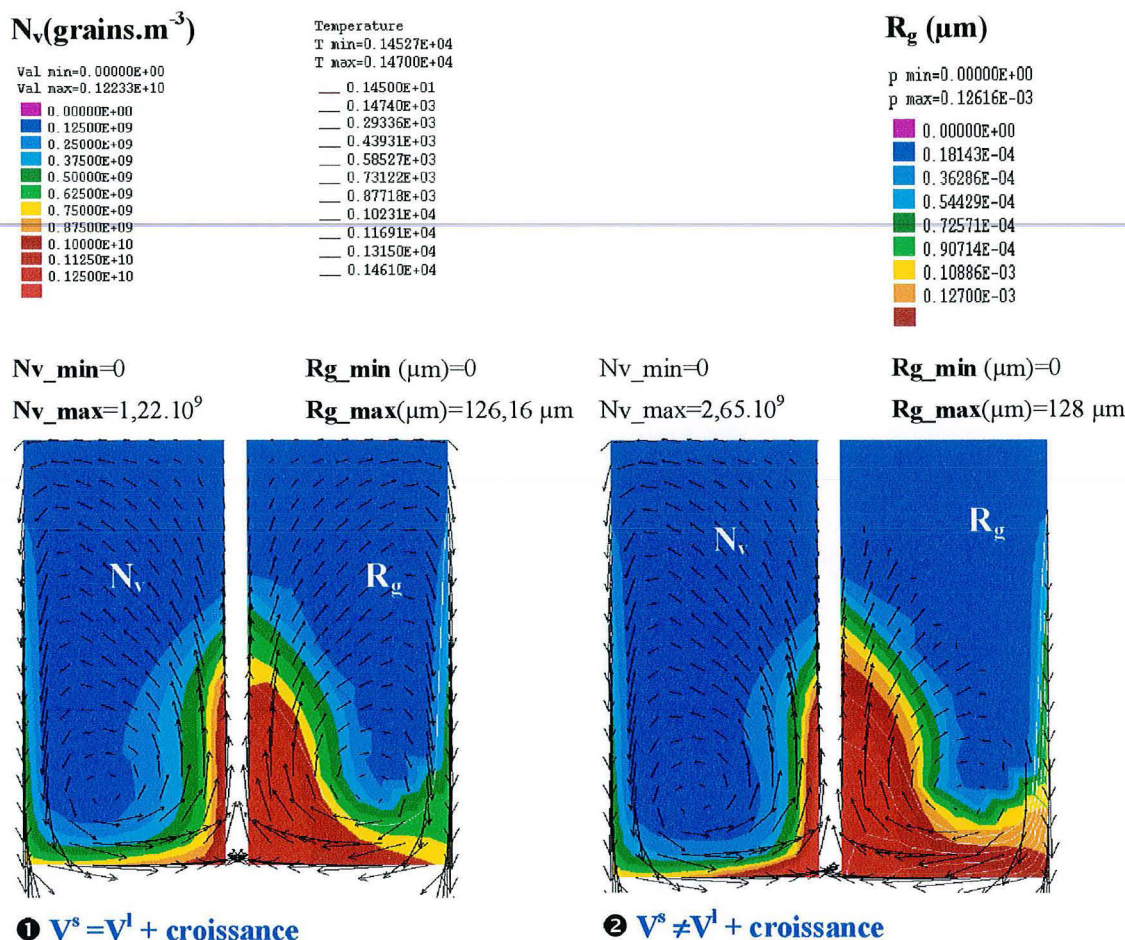 Nv(grains.m-3)
Val min=0.00000E+00
Val max=0.12233E+10
0.00000E+00
0.12500E+09
0.25000E+09
0.37500E+09
0.50000E+09
0.62500E+09
0.75000E+09
0.87500E+09
0.10000E+10
0.11250E+10
0.12500E+10
Temperature
T min=0.14527E+04
T max=0.14700E+04
0.14500E+01
0.14740E+03
0.29336E+03
0.43931E+03
0.58527E+03
0.73122E+03
0.87718E+03
0.10231E+04
0.11691E+04
0.13150E+04
0.14610E+04
Rg (µm)
p min=0.00000E+00
p max=0.12616E-03
0.00000E+00
0.18143E-04
0.36286E-04
0.54429E-04
0.72571E-04
0.90714E-04
0.10886E-03
0.12700E-03
Nv_min=0
Nv_max=1,22.10⁹
Rg_min (µm)=0
Rg_max(µm)=126,16 µm
Nv_min=0
Nv_max=2,65.10⁹
Rg_min (µm)=0
Rg_max(µm)=128 µm
Nv
Rg
Nv
Rg
❶ Vˢ =Vˡ + croissance
❷ Vˢ ≠Vˡ + croissance